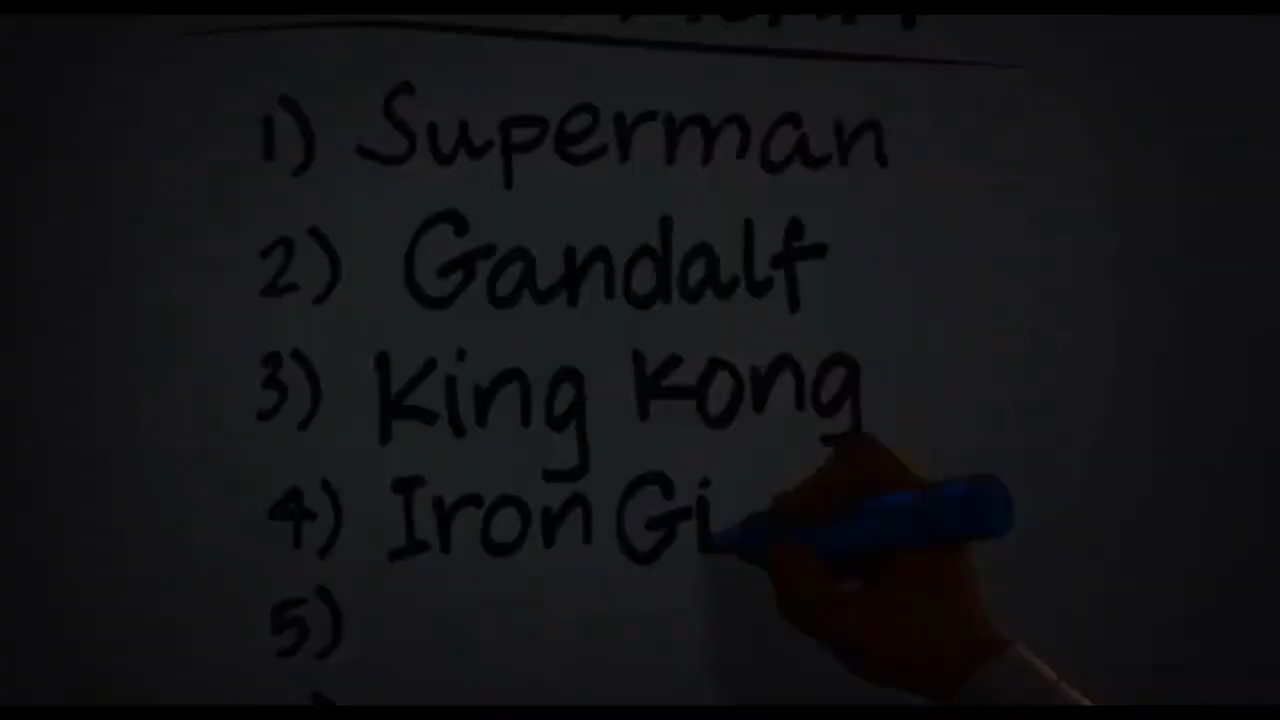 1) Superman
2) Gandalf
3) King Kong
4) Iron Gi
5)